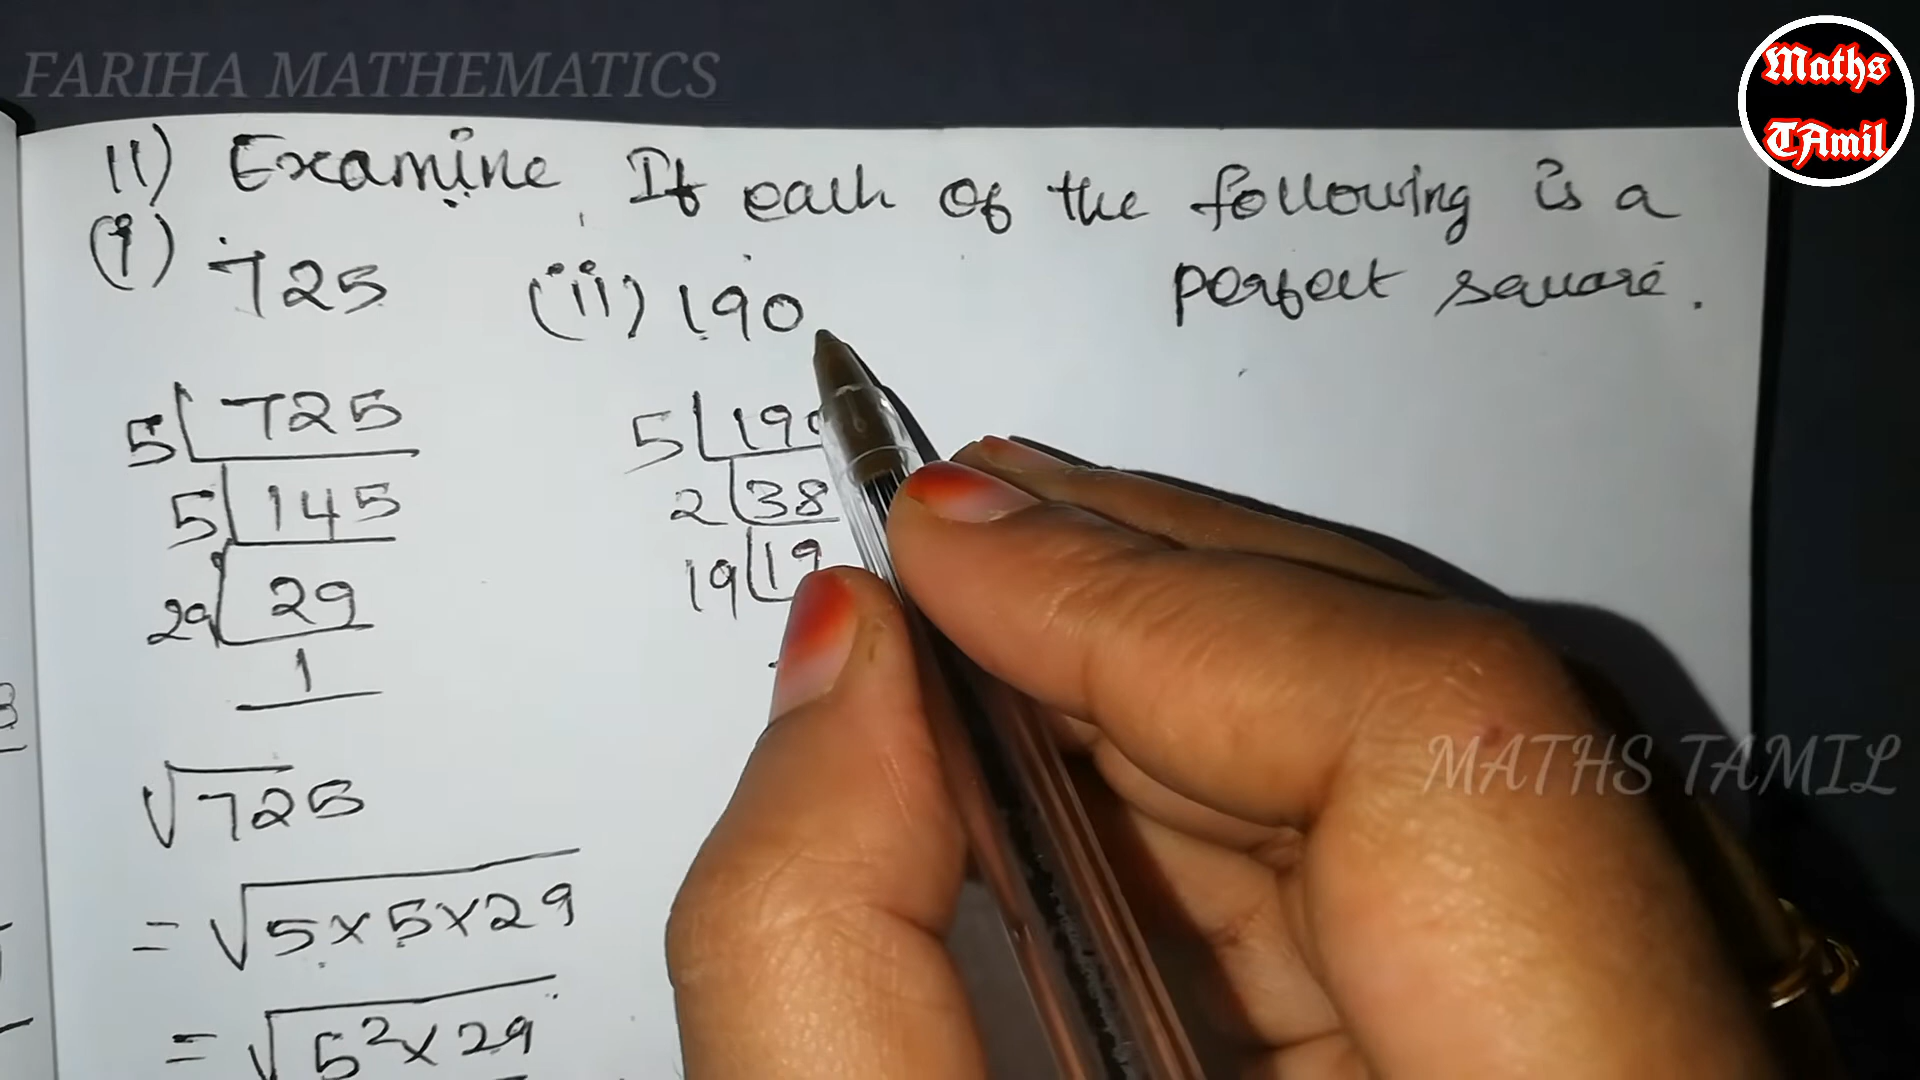 FARIHA MATHEMATICS
Maths
TAmil
11) Examine If each of the following is a
perfect square.
(i) 725 (ii) 190
5 725
5 145
29 29
1
5 190
2 38
19 19
√725
= √5×5×29
= √5²×29
MATHS TAMIL